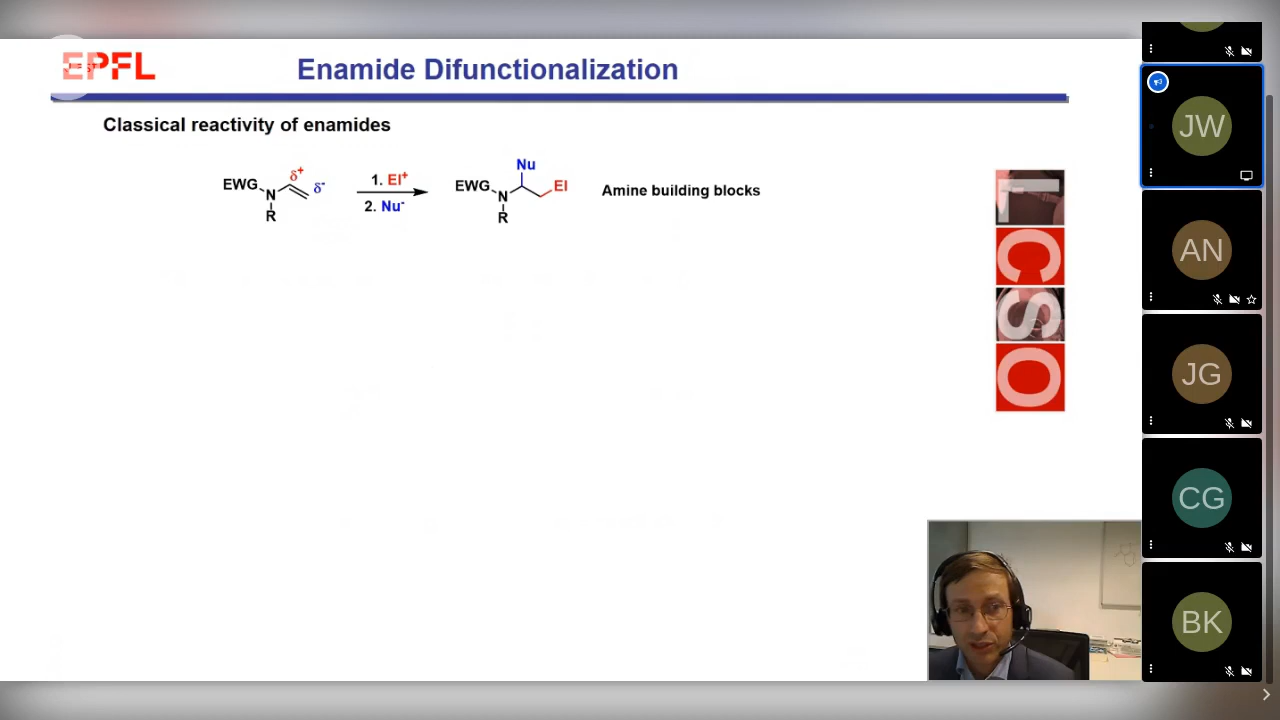 EPFL
Enamide Difunctionalization
Classical reactivity of enamides
EWG
N
R
δ+
δ-
1. El+
2. Nu-
EWG
N
R
Nu
El
Amine building blocks
LCSO
JW
AN
JG
CG
BK